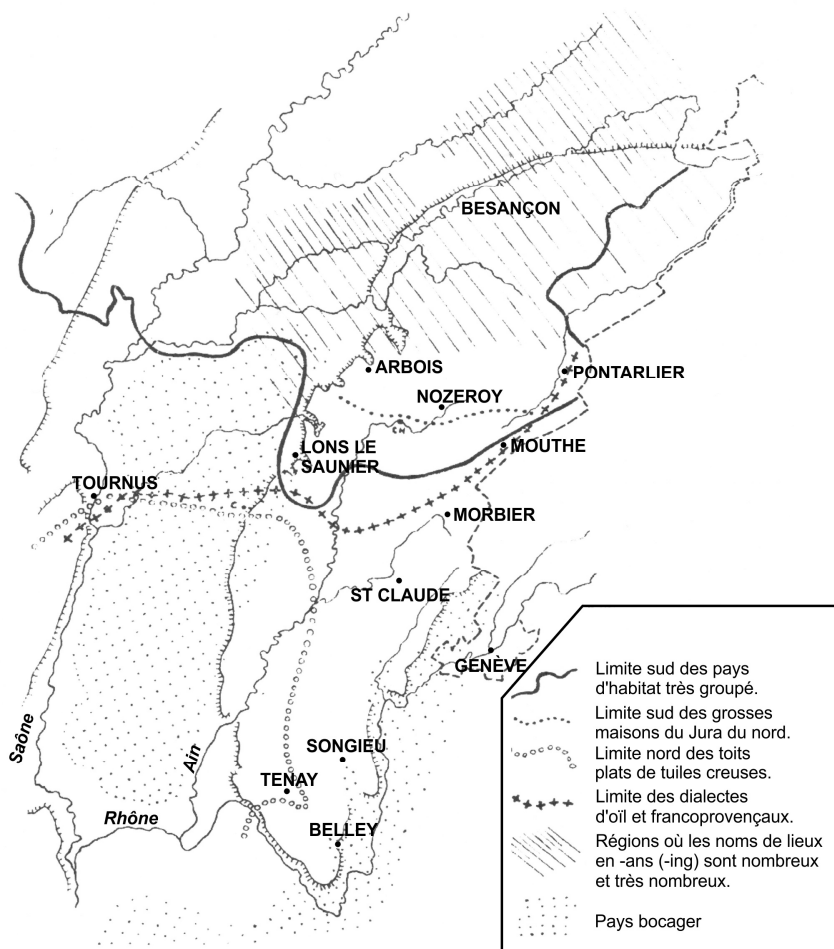 BESANÇON
ARBOIS
PONTARLIER
NOZEROY
LONS LE
SAUNIER
MOUTHE
TOURNUS
MORBIER
ST CLAUDE
GENÈVE
Saône
Ain
SONGIEU
TENAY
Rhône
BELLEY
Limite sud des pays
d'habitat très groupé.
Limite sud des grosses
maisons du Jura du nord.
Limite nord des toits
plats de tuiles creuses.
Limite des dialectes
d'oïl et francoprovençaux.
Régions où les noms de lieux
en -ans (-ing) sont nombreux
et très nombreux.
Pays bocager